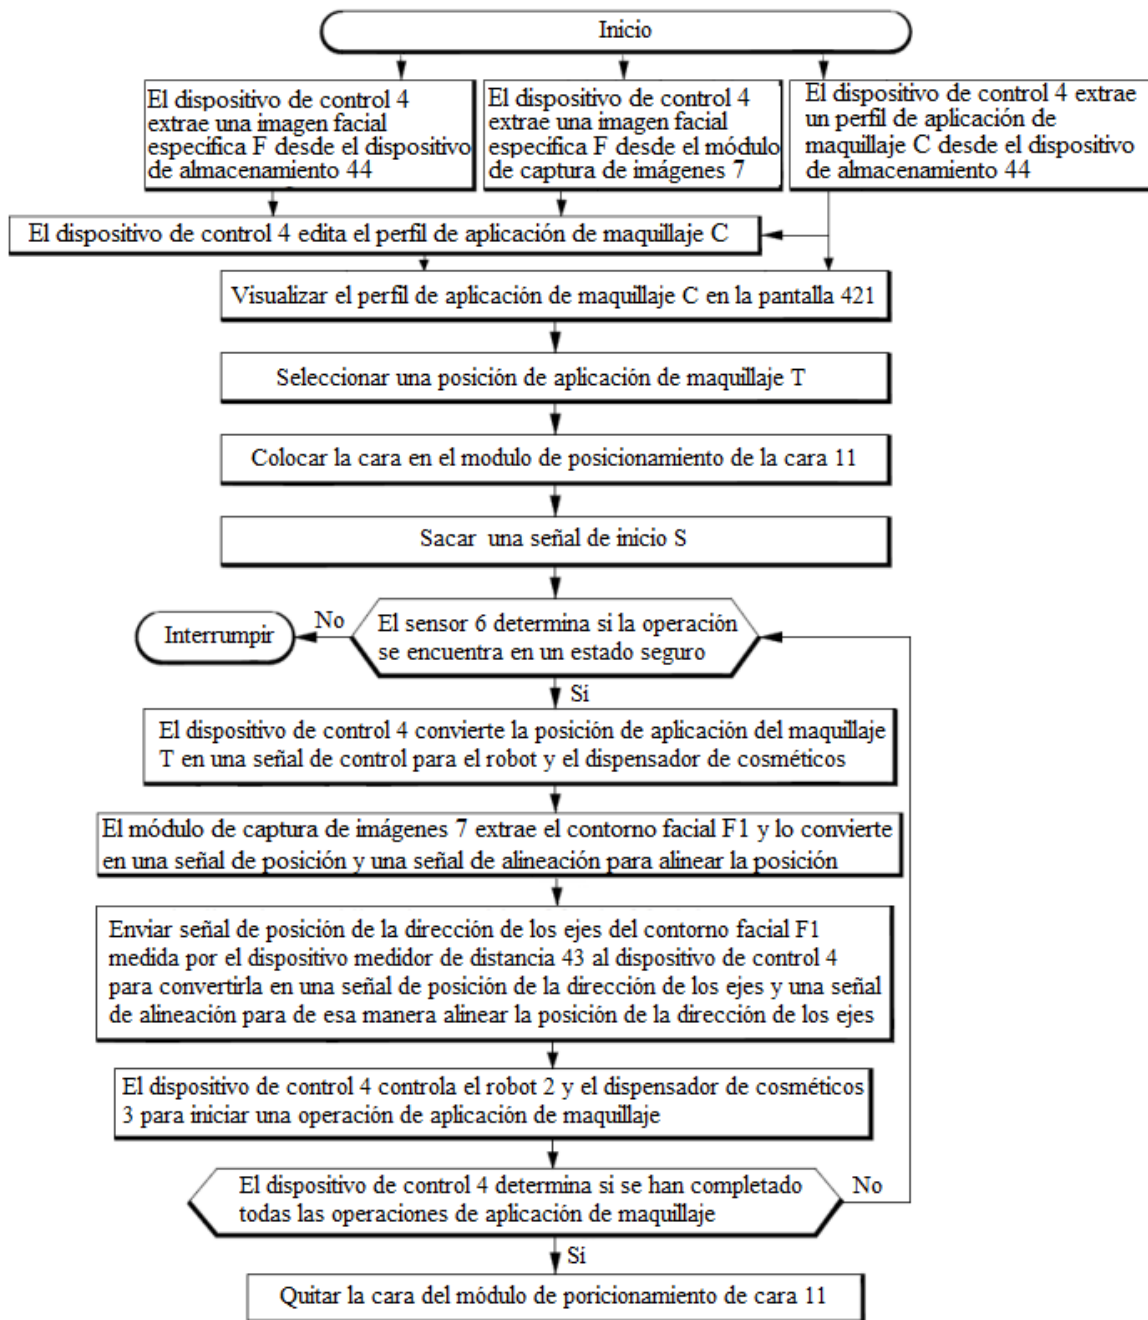 Inicio
El dispositivo de control 4
extrae una imagen facial
específica F desde el dispositivo
de almacenamiento 44
El dispositivo de control 4
extrae una imagen facial
específica F desde el módulo
de captura de imágenes 7
El dispositivo de control 4 extrae
un perfil de aplicación de
maquillaje C desde el dispositivo
de almacenamiento 44
El dispositivo de control 4 edita el perfil de aplicación de maquillaje C
Visualizar el perfil de aplicación de maquillaje C en la pantalla 421
Seleccionar una posición de aplicación de maquillaje T
Colocar la cara en el modulo de posicionamiento de la cara 11
Sacar una señal de inicio S
El sensor 6 determina si la operación
se encuentra en un estado seguro
No
Interrumpir
Sí
El dispositivo de control 4 convierte la posición de aplicación del maquillaje
T en una señal de control para el robot y el dispensador de cosméticos
El módulo de captura de imágenes 7 extrae el contorno facial F1 y lo convierte
en una señal de posición y una señal de alineación para alinear la posición
Enviar señal de posición de la dirección de los ejes del contorno facial F1
medida por el dispositivo medidor de distancia 43 al dispositivo de control 4
para convertirla en una señal de posición de la dirección de los ejes y una señal
de alineación para de esa manera alinear la posición de la dirección de los ejes
El dispositivo de control 4 controla el robot 2 y el dispensador de cosméticos
3 para iniciar una operación de aplicación de maquillaje
El dispositivo de control 4 determina si se han completado
todas las operaciones de aplicación de maquillaje
No
Sí
Quitar la cara del módulo de poricionamiento de cara 11